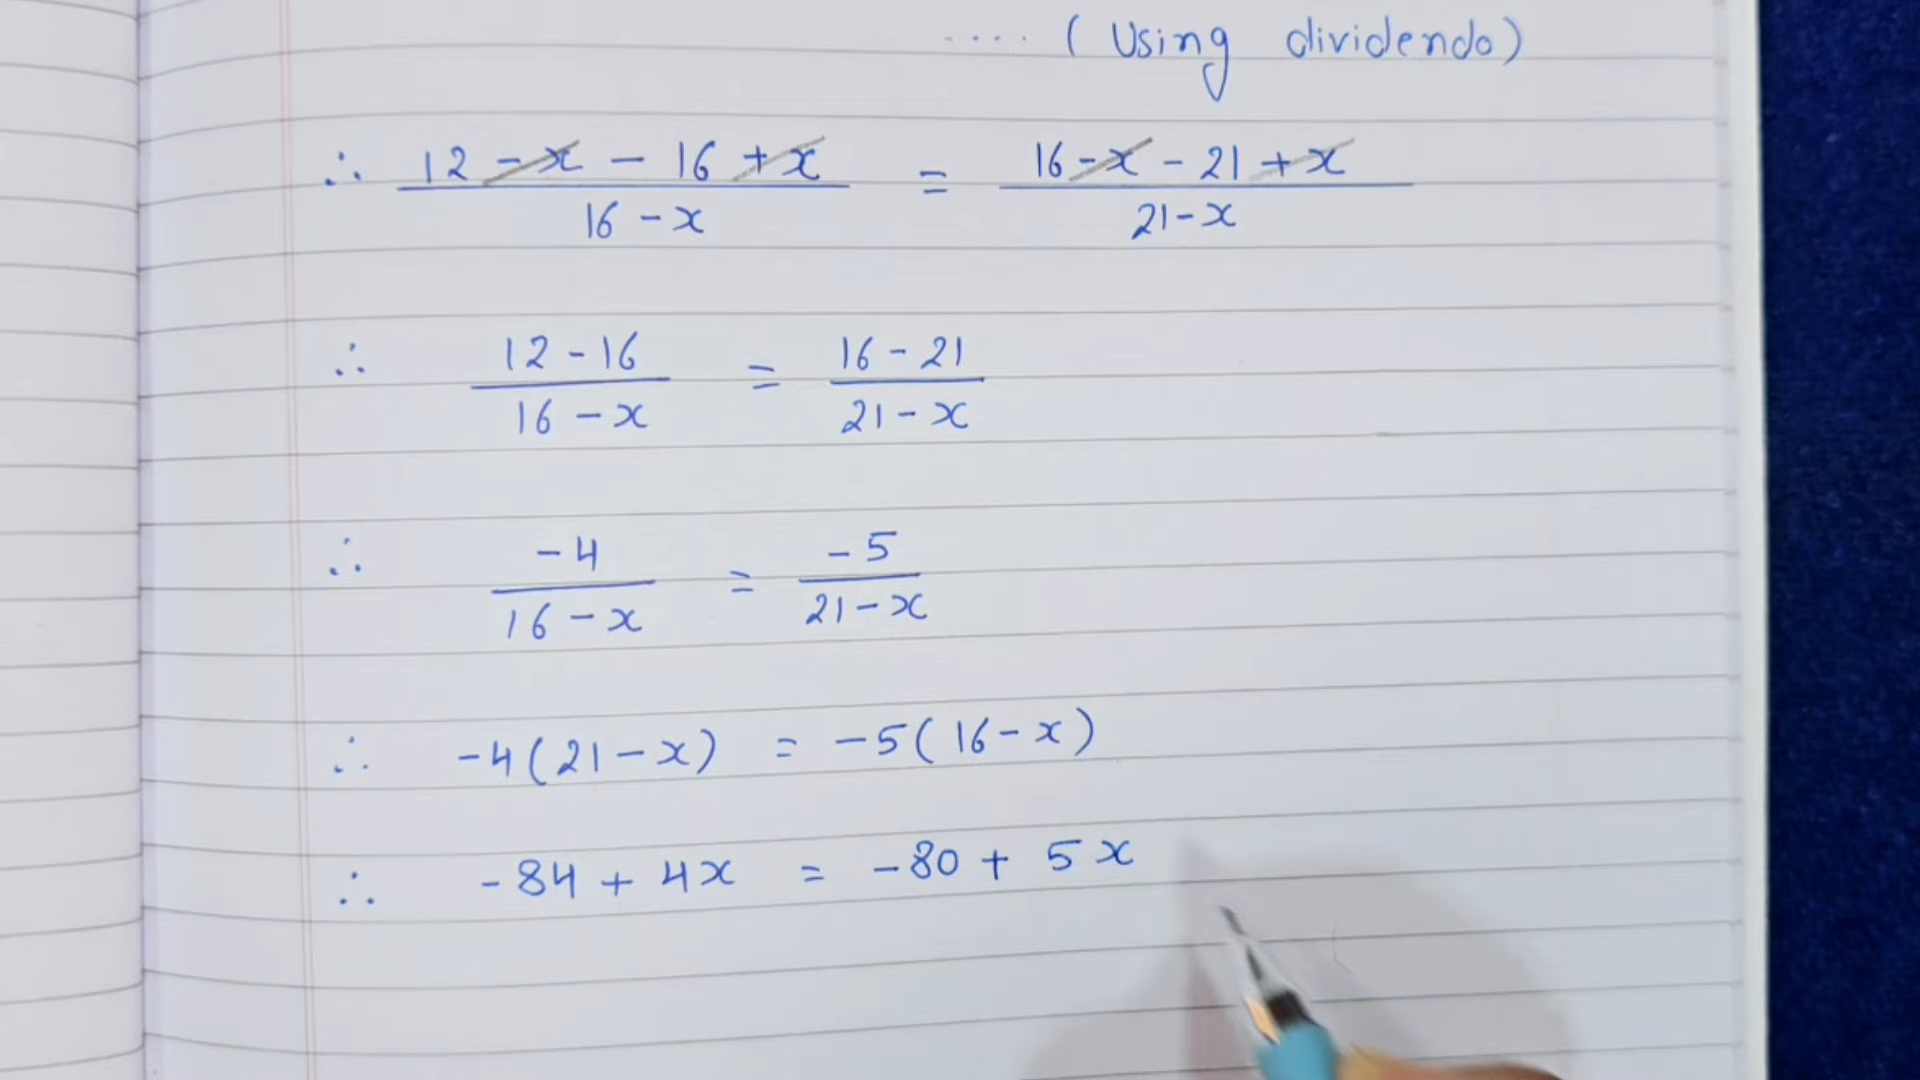 .... (Using dividendo)
∴ (12 - x - 16 + x)/(16 - x) = (16 - x - 21 + x)/(21 - x)
∴ (12 - 16)/(16 - x) = (16 - 21)/(21 - x)
∴ -4/(16 - x) = -5/(21 - x)
∴ -4(21 - x) = -5(16 - x)
∴ -84 + 4x = -80 + 5x